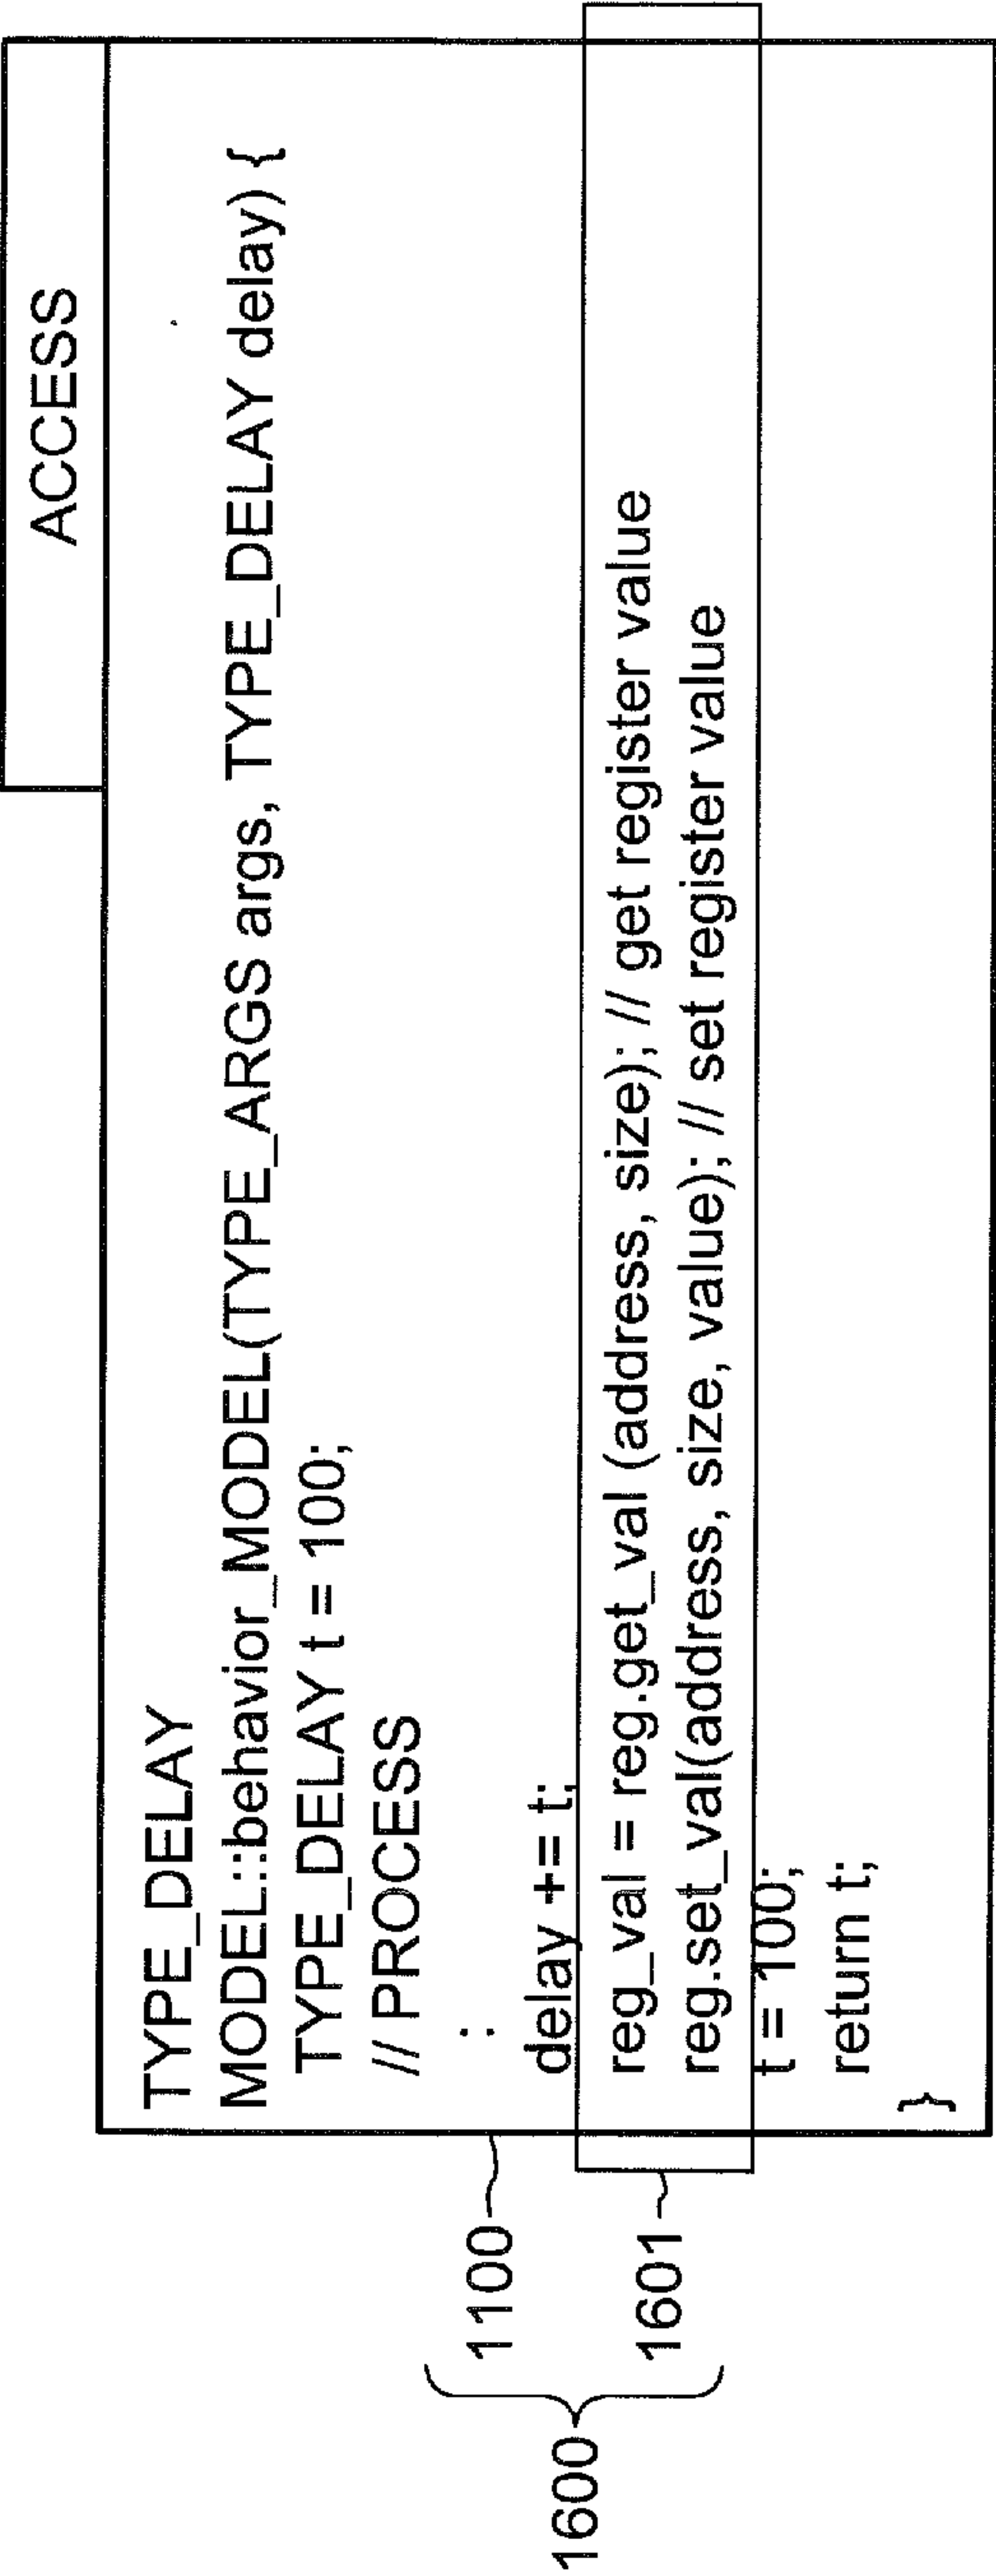 ACCESS
TYPE_DELAY
MODEL::behavior_MODEL(TYPE_ARGS args, TYPE_DELAY delay) {
TYPE_DELAY t = 100;
// PROCESS
:
delay += t;
reg_val = reg.get_val (address, size); // get register value
reg.set_val(address, size, value); // set register value
t = 100;
return t;
}
1100
1601
1600